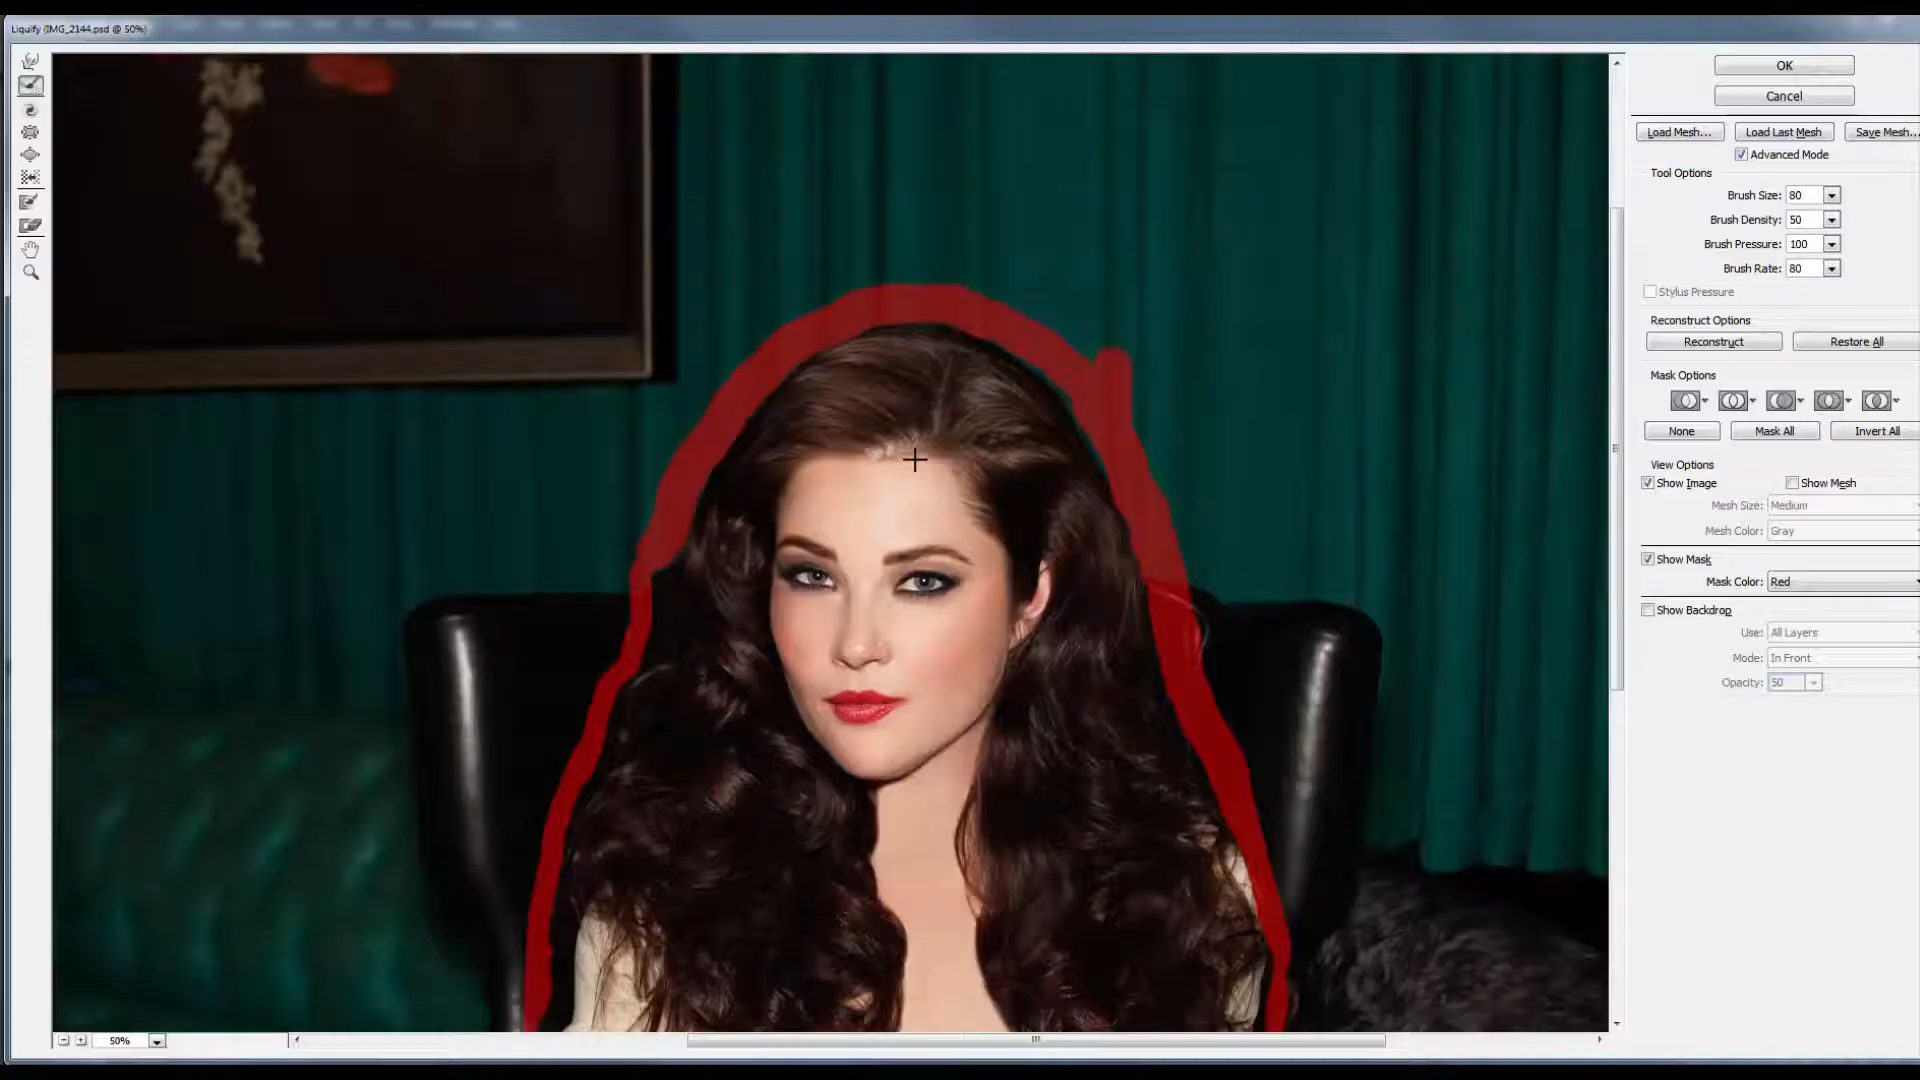 Liquify (IMG_2144.psd @ 50%)
OK
Cancel
Load Mesh...
Load Last Mesh
Save Mesh...
Advanced Mode
Tool Options
Brush Size: 80
Brush Density: 50
Brush Pressure: 100
Brush Rate: 80
Stylus Pressure
Reconstruct Options
Reconstruct
Restore All
Mask Options
None
Mask All
Invert All
View Options
Show Image
Show Mesh
Mesh Size: Medium
Mesh Color: Gray
Show Mask
Mask Color: Red
Show Backdrop
Use: All Layers
Mode: In Front
Opacity: 50
50%